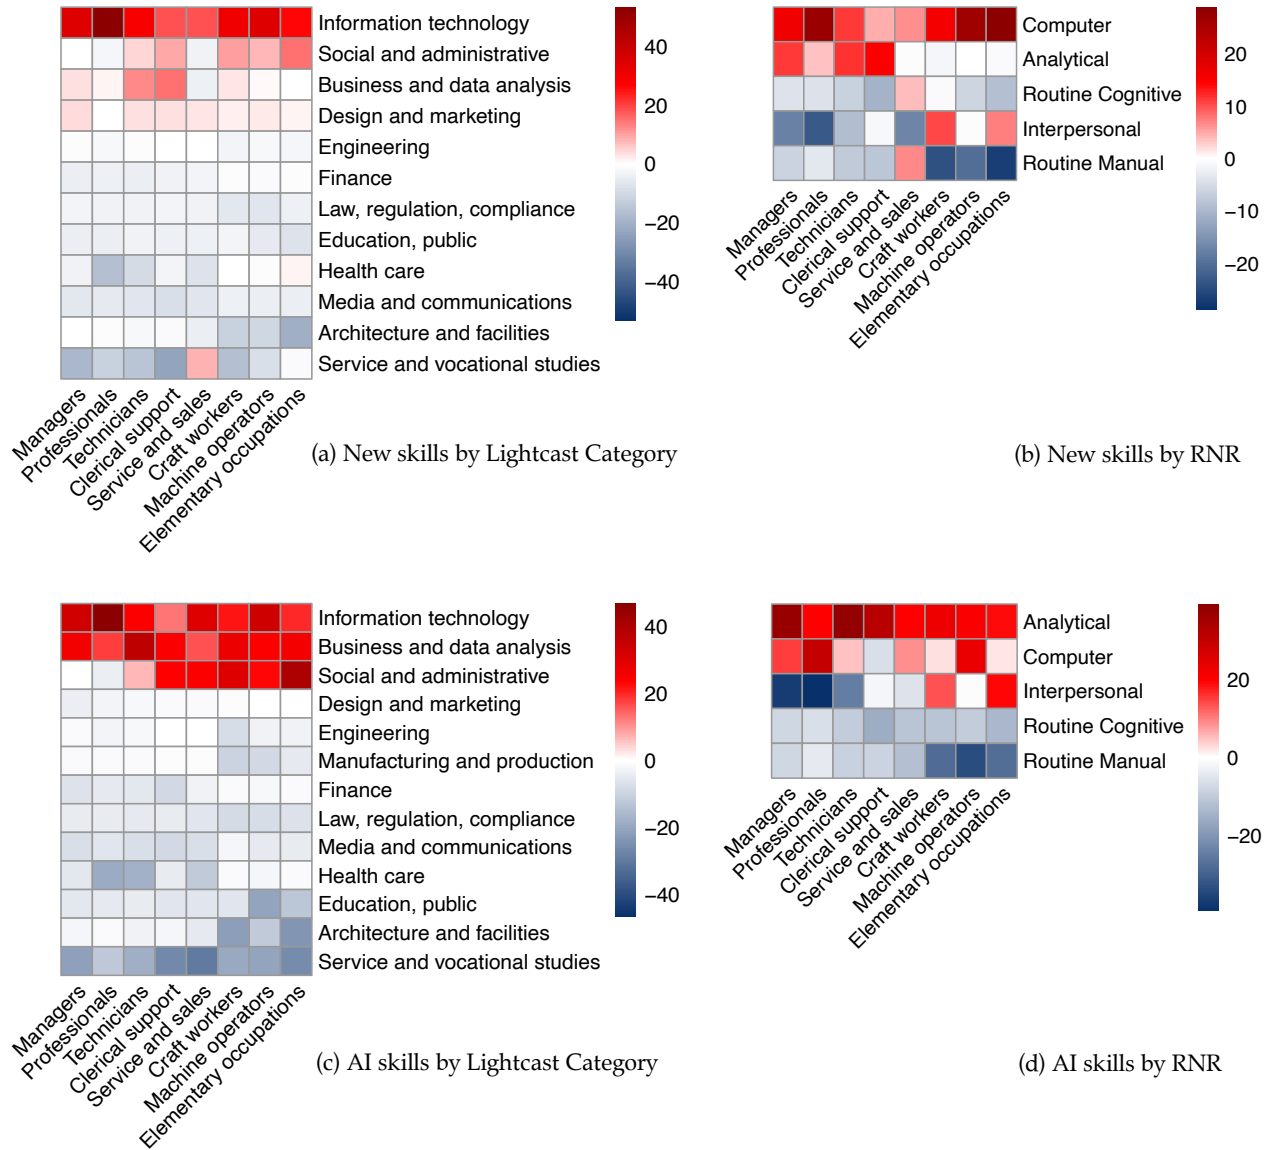 Information technology
Social and administrative
Business and data analysis
Design and marketing
Engineering
Finance
Law, regulation, compliance
Education, public
Health care
Media and communications
Architecture and facilities
Service and vocational studies
40
20
0
−20
−40
Managers
Professionals
Technicians
Clerical support
Service and sales
Craft workers
Machine operators
Elementary occupations
(a) New skills by Lightcast Category
Computer
Analytical
Routine Cognitive
Interpersonal
Routine Manual
20
10
0
−10
−20
Managers
Professionals
Technicians
Clerical support
Service and sales
Craft workers
Machine operators
Elementary occupations
(b) New skills by RNR
Information technology
Business and data analysis
Social and administrative
Design and marketing
Engineering
Manufacturing and production
Finance
Law, regulation, compliance
Media and communications
Health care
Education, public
Architecture and facilities
Service and vocational studies
40
20
0
−20
−40
Managers
Professionals
Technicians
Clerical support
Service and sales
Craft workers
Machine operators
Elementary occupations
(c) AI skills by Lightcast Category
Analytical
Computer
Interpersonal
Routine Cognitive
Routine Manual
20
0
−20
Managers
Professionals
Technicians
Clerical support
Service and sales
Craft workers
Machine operators
Elementary occupations
(d) AI skills by RNR